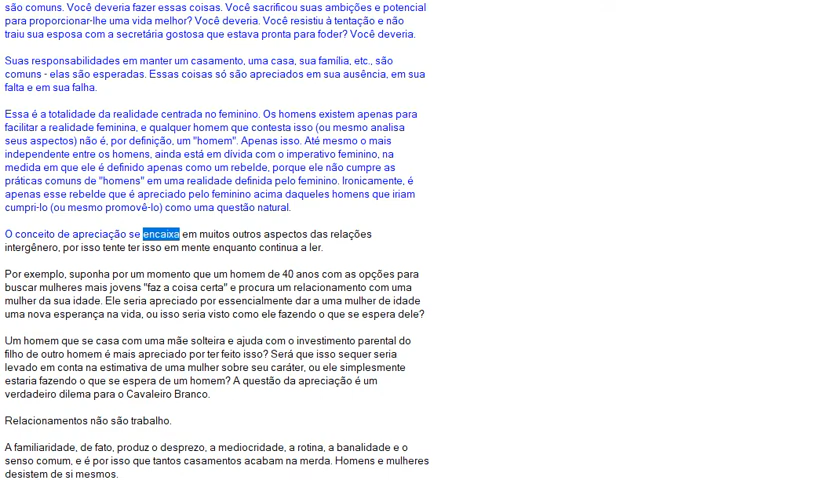 são comuns. Você deveria fazer essas coisas. Você sacrificou suas ambições e potencial
para proporcionar-lhe uma vida melhor? Você deveria. Você resistiu à tentação e não
traiu sua esposa com a secretária gostosa que estava pronta para foder? Você deveria.
Suas responsabilidades em manter um casamento, uma casa, sua família, etc., são
comuns - elas são esperadas. Essas coisas só são apreciados em sua ausência, em sua
falta e em sua falha.
Essa é a totalidade da realidade centrada no feminino. Os homens existem apenas para
facilitar a realidade feminina, e qualquer homem que contesta isso (ou mesmo analisa
seus aspectos) não é, por definição, um "homem". Apenas isso. Até mesmo o mais
independente entre os homens, ainda está em dívida com o imperativo feminino, na
medida em que ele é definido apenas como um rebelde, porque ele não cumpre as
práticas comuns de "homens" em uma realidade definida pelo feminino. Ironicamente, é
apenas esse rebelde que é apreciado pelo feminino acima daqueles homens que iriam
cumpri-lo (ou mesmo promovê-lo) como uma questão natural.
O conceito de apreciação se encaixa em muitos outros aspectos das relações
intergênero, por isso tente ter isso em mente enquanto continua a ler.
Por exemplo, suponha por um momento que um homem de 40 anos com as opções para
buscar mulheres mais jovens "faz a coisa certa" e procura um relacionamento com uma
mulher da sua idade. Ele seria apreciado por essencialmente dar a uma mulher de idade
uma nova esperança na vida, ou isso seria visto como ele fazendo o que se espera dele?
Um homem que se casa com uma mãe solteira e ajuda com o investimento parental do
filho de outro homem é mais apreciado por ter feito isso? Será que isso sequer seria
levado em conta na estimativa de uma mulher sobre seu caráter, ou ele simplesmente
estaria fazendo o que se espera de um homem? A questão da apreciação é um
verdadeiro dilema para o Cavaleiro Branco.
Relacionamentos não são trabalho.
A familiaridade, de fato, produz o desprezo, a mediocridade, a rotina, a banalidade e o
senso comum, e é por isso que tantos casamentos acabam na merda. Homens e mulheres
desistem de si mesmos.